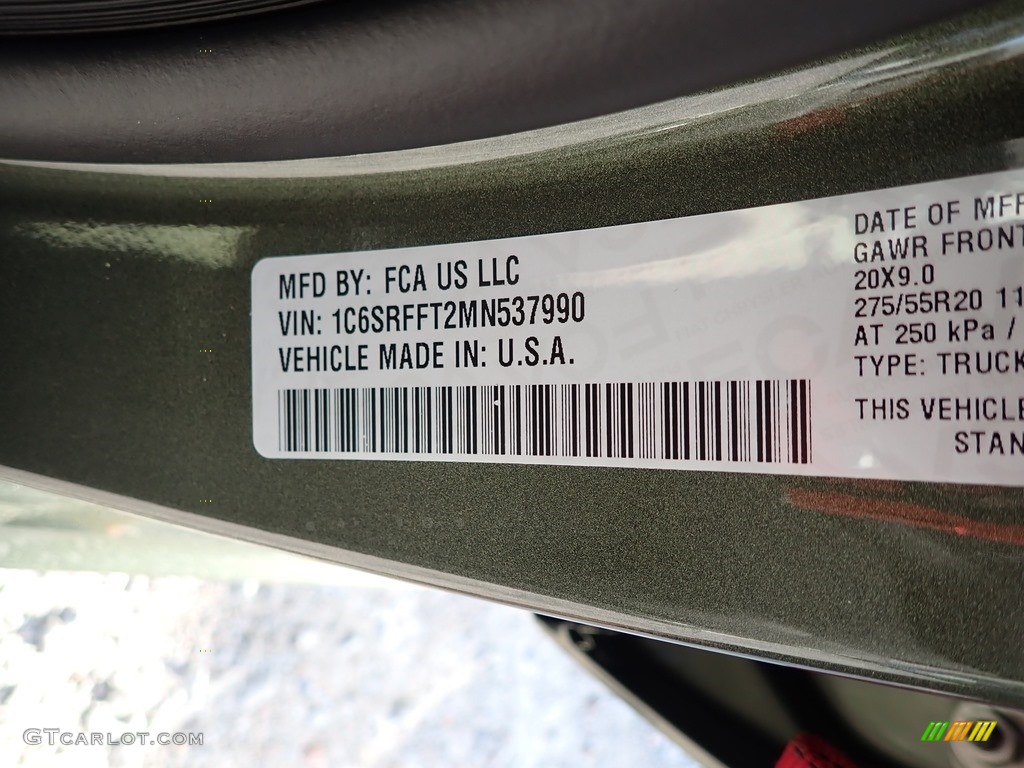 MFD BY: FCA US LLC
VIN: 1C6SRFFT2MN537990
VEHICLE MADE IN: U.S.A.
DATE OF MFR
GAWR FRONT
20X9.0
275/55R20 11
AT 250 kPa /
TYPE: TRUCK
THIS VEHICLE
STAN
GTCARLOT.COM